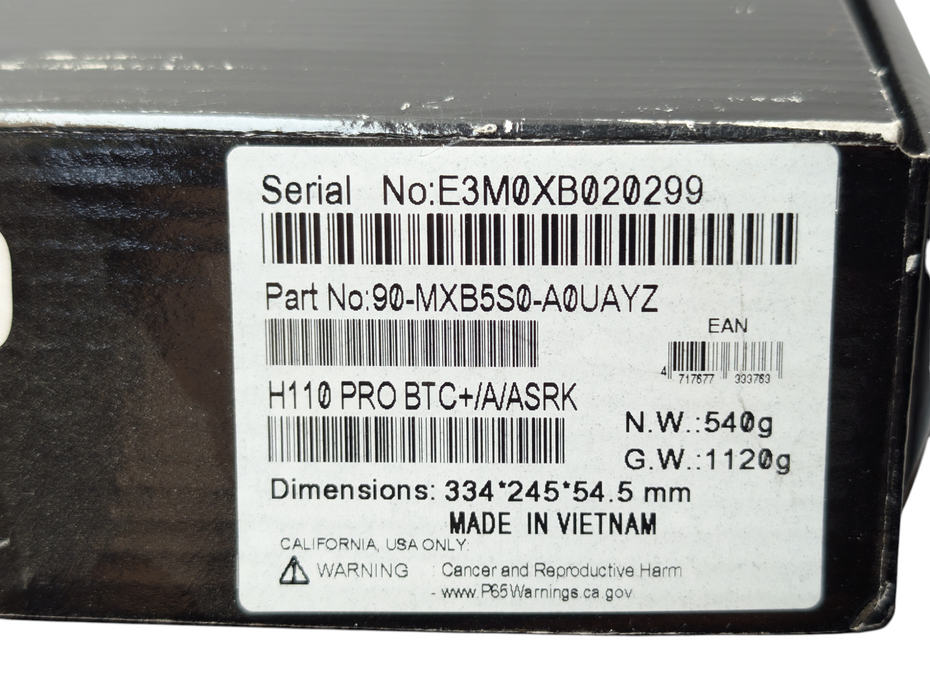 Serial No:E3M0XB020299
Part No:90-MXB5S0-A0UAYZ
EAN
4 717677 333763
H110 PRO BTC+/A/ASRK
N.W.:540g
G.W.:1120g
Dimensions: 334*245*54.5 mm
MADE IN VIETNAM
CALIFORNIA, USA ONLY:
WARNING : Cancer and Reproductive Harm
- www.P65Warnings.ca.gov